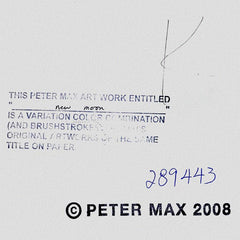 THIS PETER MAX ART WORK ENTITLED
" new moon "
IS A VARIATION COLOR COMBINATION
(AND BRUSHSTROKES) OF
ORIGINAL ARTWORKS OF THE SAME
TITLE ON PAPER.
289443
© PETER MAX 2008